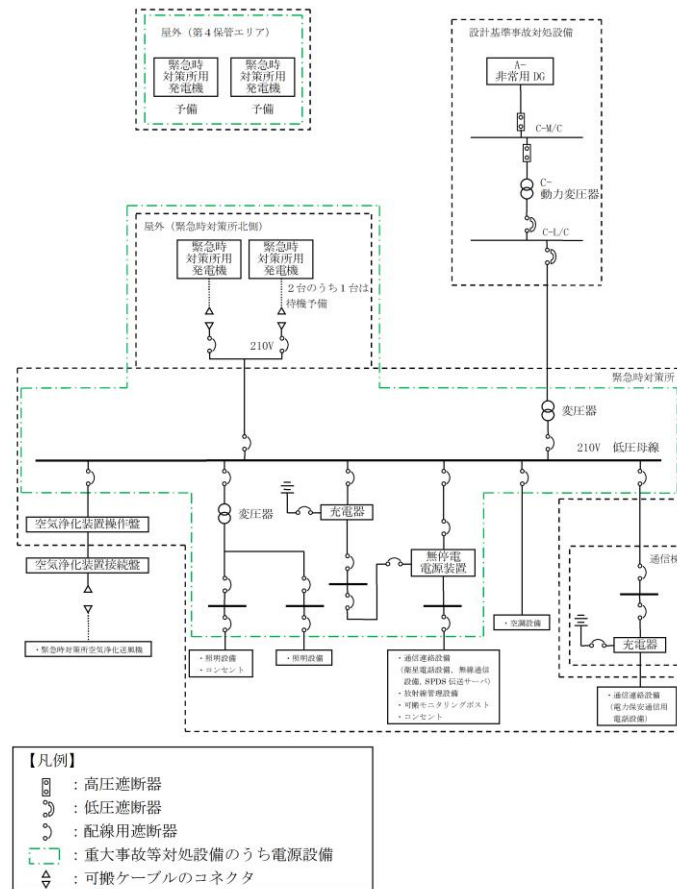 屋外（第4保管エリア）
緊急時
対策所用
発電機
緊急時
対策所用
発電機
予備
予備
設計基準事故対処設備
A-
非常用 DG
C-M/C
C-
動力変圧器
C-L/C
屋外（緊急時対策所北側）
緊急時
対策所用
発電機
緊急時
対策所用
発電機
2台のうち1台は
待機予備
210V
緊急時対策所
変圧器
210V 低圧母線
空気浄化装置操作盤
空気浄化装置接続盤
・緊急時対策所空気浄化送風機
変圧器
充電器
無停電
電源装置
・照明設備
・コンセント
・照明設備
・通信連絡設備
（衛星電話設備、無線通信
設備、SPDS 伝送サーバ）
・放射線管理設備
・可搬モニタリングポスト
・コンセント
・空調設備
通信棟
充電器
・通信連絡設備
（電力保安通信用
電話設備）
【凡例】
：高圧遮断器
：低圧遮断器
：配線用遮断器
：重大事故等対処設備のうち電源設備
：可搬ケーブルのコネクタ